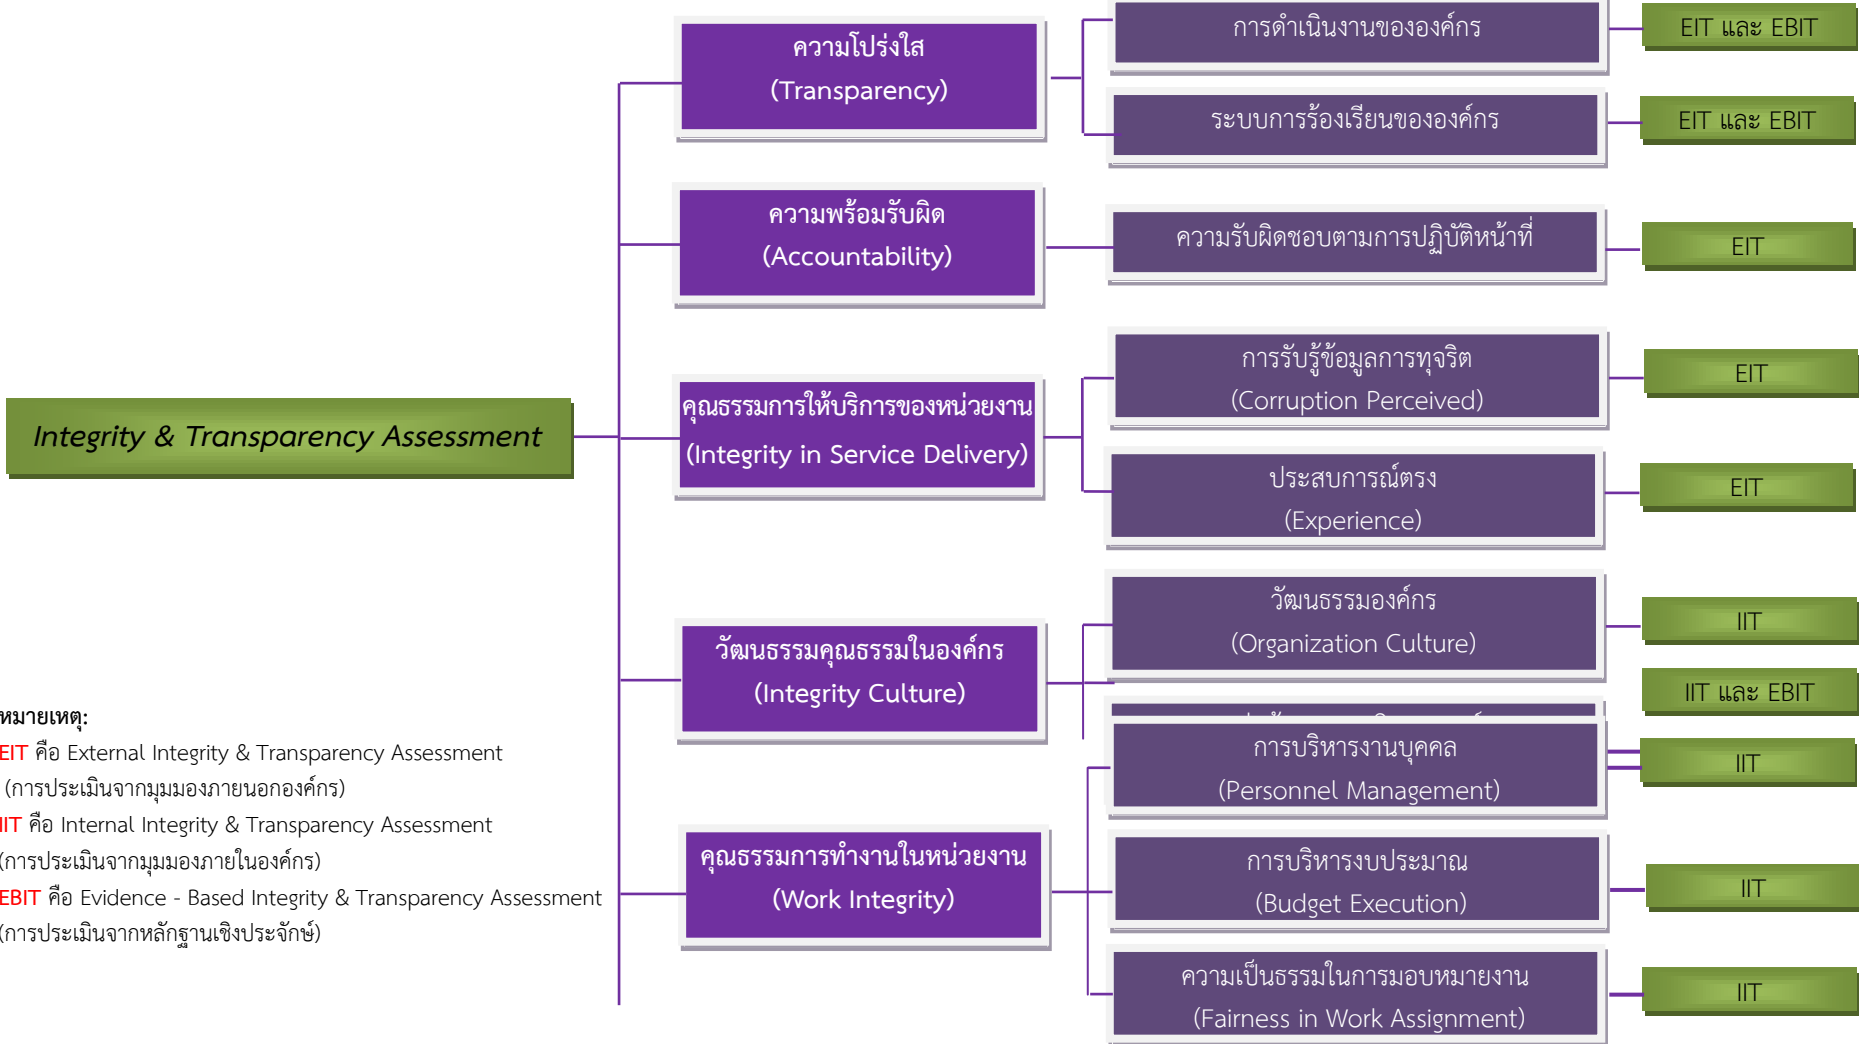 ความโปร่งใส
(Transparency)
การดำเนินงานขององค์กร
EIT และ EBIT
ระบบการร้องเรียนขององค์กร
EIT และ EBIT
ความพร้อมรับผิด
(Accountability)
ความรับผิดชอบตามการปฏิบัติหน้าที่
EIT
Integrity & Transparency Assessment
คุณธรรมการให้บริการของหน่วยงาน
(Integrity in Service Delivery)
การรับรู้ข้อมูลการทุจริต
(Corruption Perceived)
EIT
ประสบการณ์ตรง
(Experience)
EIT
วัฒนธรรมคุณธรรมในองค์กร
(Integrity Culture)
วัฒนธรรมองค์กร
(Organization Culture)
IIT
IIT และ EBIT
คุณธรรมการทำงานในหน่วยงาน
(Work Integrity)
การบริหารงานบุคคล
(Personnel Management)
IIT
การบริหารงบประมาณ
(Budget Execution)
IIT
ความเป็นธรรมในการมอบหมายงาน
(Fairness in Work Assignment)
IIT
หมายเหตุ:
EIT คือ External Integrity & Transparency Assessment
(การประเมินจากมุมมองภายนอกองค์กร)
IIT คือ Internal Integrity & Transparency Assessment
(การประเมินจากมุมมองภายในองค์กร)
EBIT คือ Evidence - Based Integrity & Transparency Assessment
(การประเมินจากหลักฐานเชิงประจักษ์)